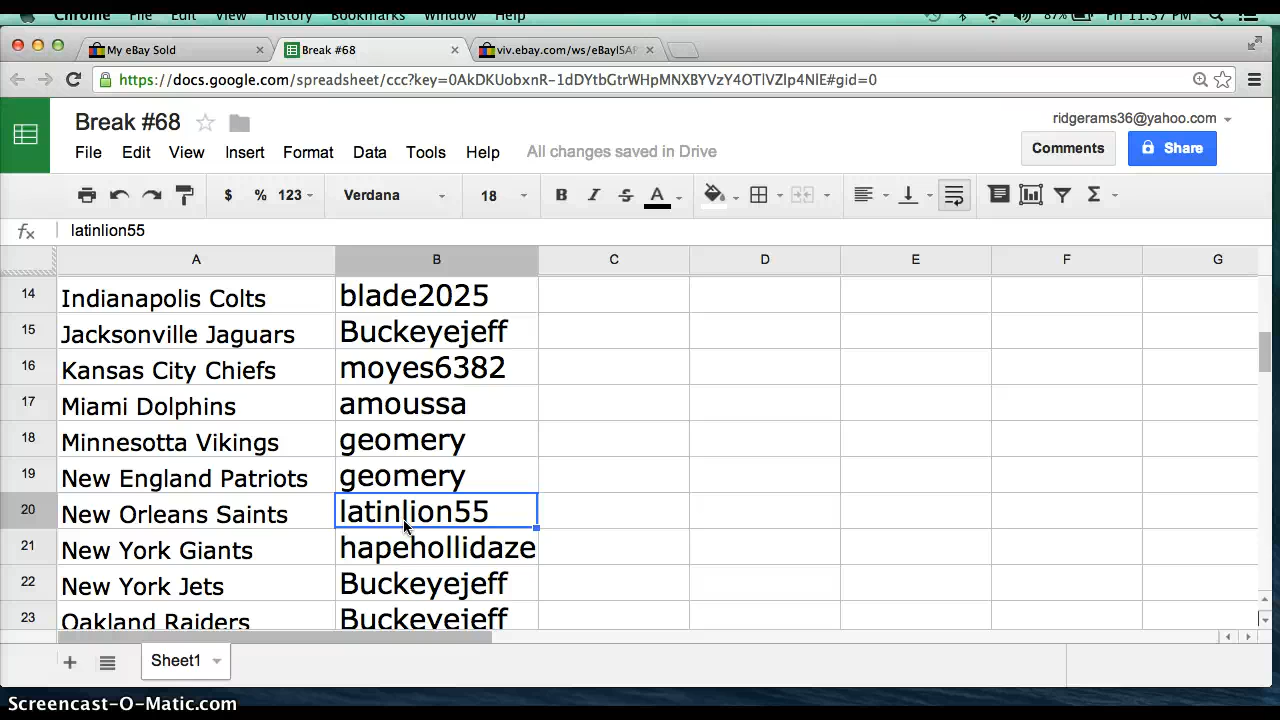 Chrome File Edit View History Bookmarks Window Help 87% Fri 11:37 PM
My eBay Sold
Break #68
viv.ebay.com/ws/eBayISAP
https://docs.google.com/spreadsheet/ccc?key=0AkDKUobxnR-1dDYtbGtrWHpMNXBYVzY4OTlVZlp4NlE#gid=0
Break #68
ridgerams36@yahoo.com
File Edit View Insert Format Data Tools Help All changes saved in Drive
Comments
Share
$ % 123 Verdana 18 B I S A Σ
fx latinlion55
A B C D E F G
14 Indianapolis Colts blade2025
15 Jacksonville Jaguars Buckeyejeff
16 Kansas City Chiefs moyes6382
17 Miami Dolphins amoussa
18 Minnesotta Vikings geomery
19 New England Patriots geomery
20 New Orleans Saints latinlion55
21 New York Giants hapehollidaze
22 New York Jets Buckeyejeff
23 Oakland Raiders Buckeyejeff
Sheet1
Screencast-O-Matic.com